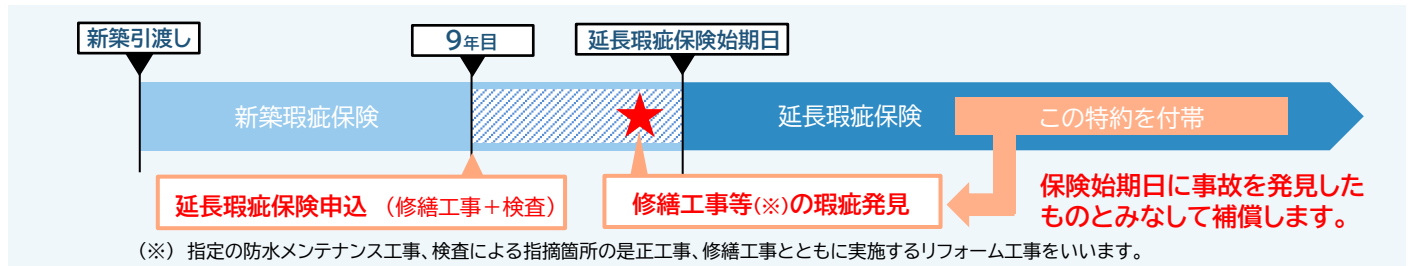 新築引渡し
9年目
延長瑕疵保険始期日
新築瑕疵保険
延長瑕疵保険
この特約を付帯
延長瑕疵保険申込 （修繕工事＋検査）
修繕工事等(※)の瑕疵発見
保険始期日に事故を発見した
ものとみなして補償します。
（※） 指定の防水メンテナンス工事、検査による指摘箇所の是正工事、修繕工事とともに実施するリフォーム工事をいいます。